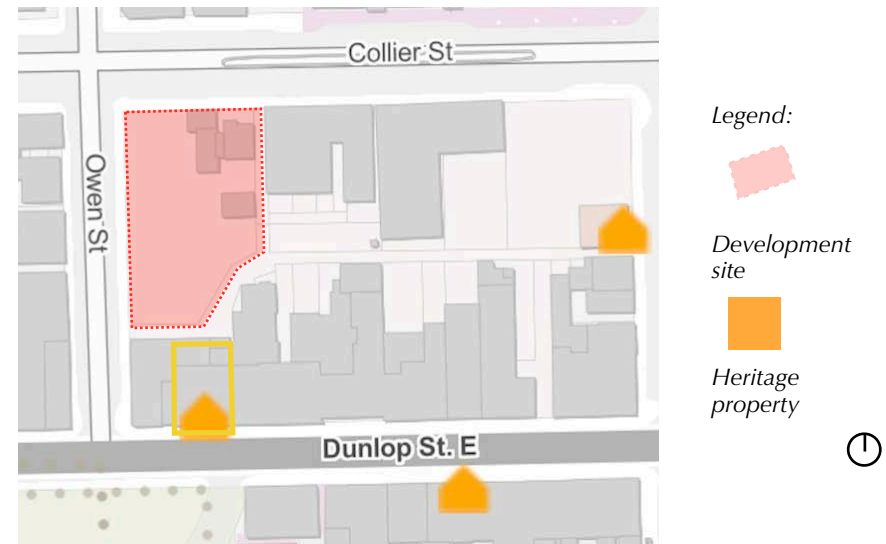 Collier St
Legend:
Owen St
Development
site
Heritage
property
Dunlop St. E